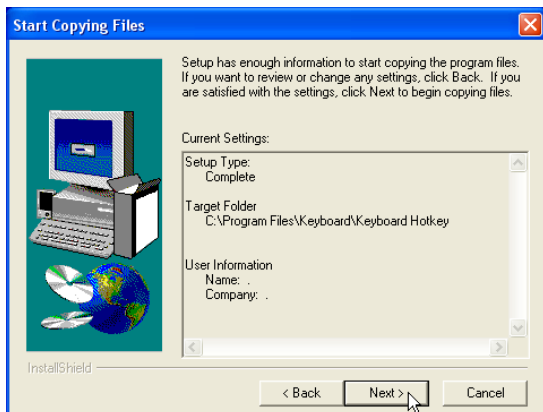 Start Copying Files
Setup has enough information to start copying the program files.
If you want to review or change any settings, click Back. If you
are satisfied with the settings, click Next to begin copying files.
Current Settings:
Setup Type:
Complete
Target Folder
C:\Program Files\Keyboard\Keyboard Hotkey
User Information
Name: .
Company: .
InstallShield
< Back
Next >
Cancel